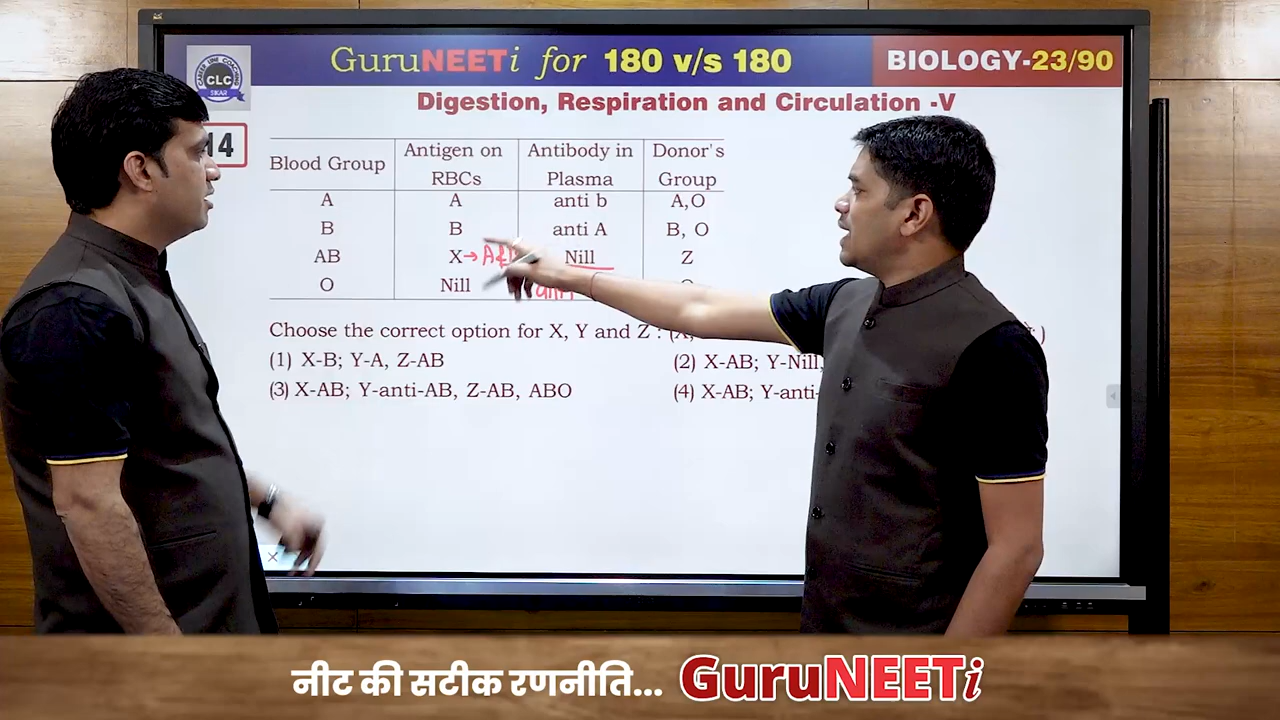 GuruNEETi for 180 v/s 180
BIOLOGY-23/90
CLC
SIKAR
Digestion, Respiration and Circulation -V
14
Blood Group Antigen on RBCs Antibody in Plasma Donor's Group
A A anti b A,O
B B anti A B, O
AB X→ Nill Z
O Nill
Choose the correct option for X, Y and Z :
(1) X-B; Y-A, Z-AB
(2) X-AB; Y-Nill,
(3) X-AB; Y-anti-AB, Z-AB, ABO
(4) X-AB; Y-anti-
नीट की सटीक रणनीति... GuruNEETi